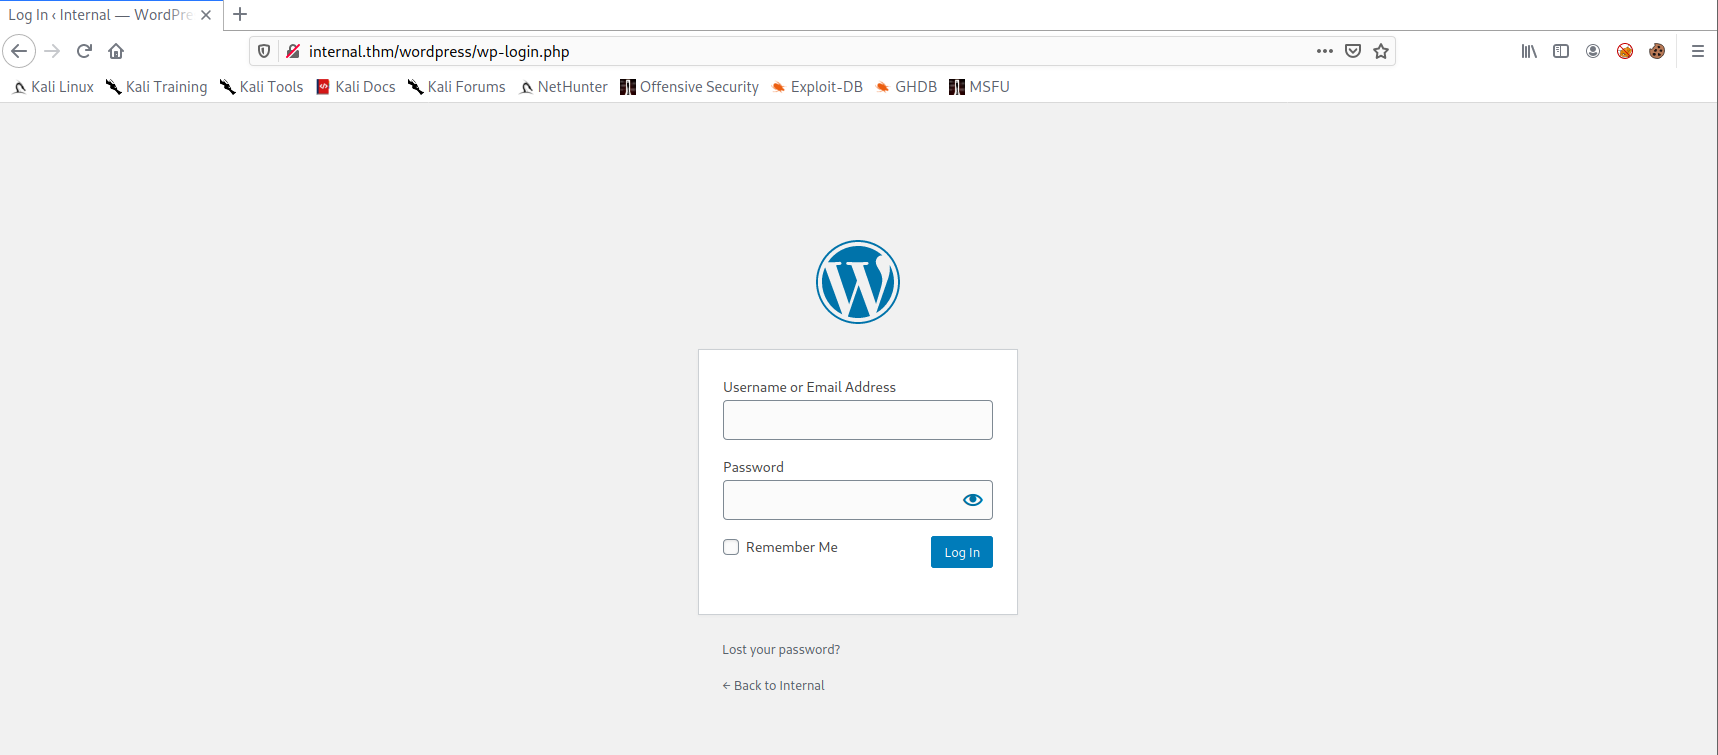 Log In ‹ Internal — WordPre
internal.thm/wordpress/wp-login.php
Kali Linux Kali Training Kali Tools Kali Docs Kali Forums NetHunter Offensive Security Exploit-DB GHDB MSFU
Username or Email Address
Password
Remember Me Log In
Lost your password?
← Back to Internal